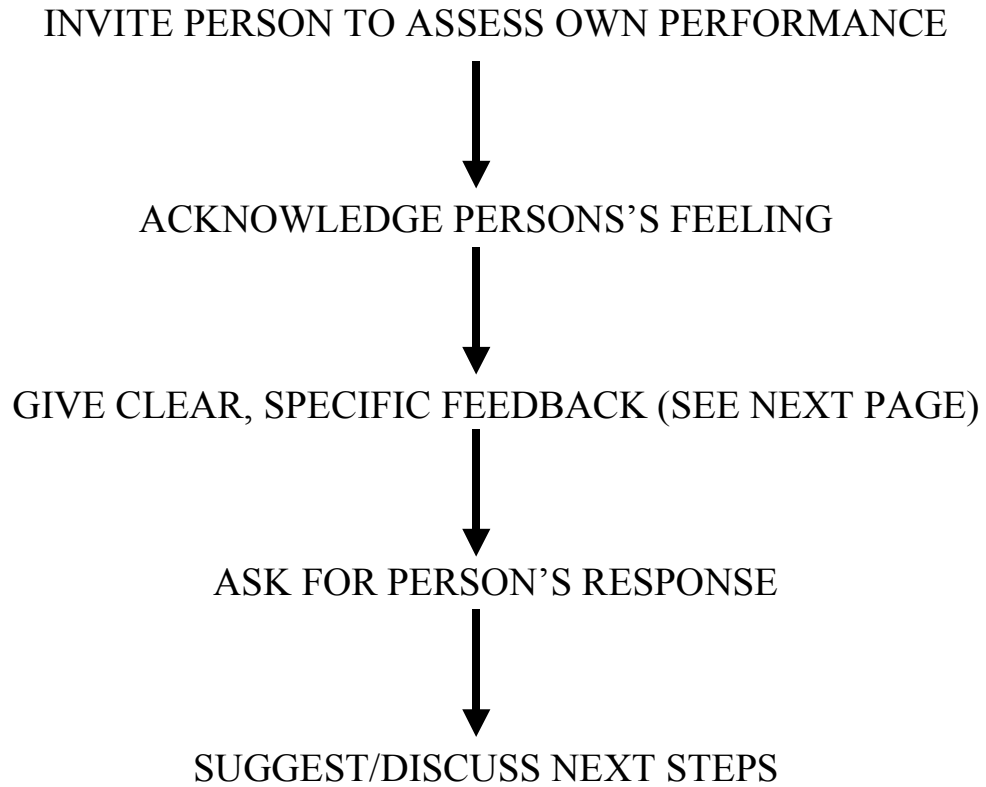 INVITE PERSON TO ASSESS OWN PERFORMANCE
ACKNOWLEDGE PERSONS’S FEELING
GIVE CLEAR, SPECIFIC FEEDBACK (SEE NEXT PAGE)
ASK FOR PERSON’S RESPONSE
SUGGEST/DISCUSS NEXT STEPS